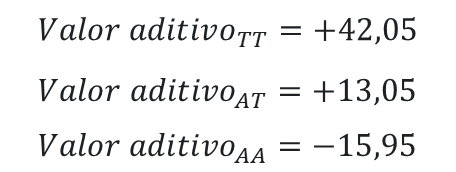 Valor aditivo_TT = +42,05
Valor aditivo_AT = +13,05
Valor aditivo_AA = −15,95